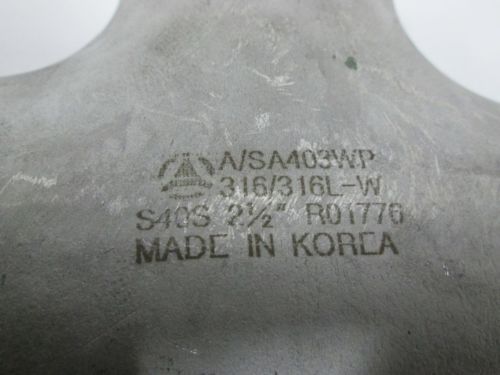 A/SA403WP
316/316L-W
S40S 2½" R01776
MADE IN KOREA